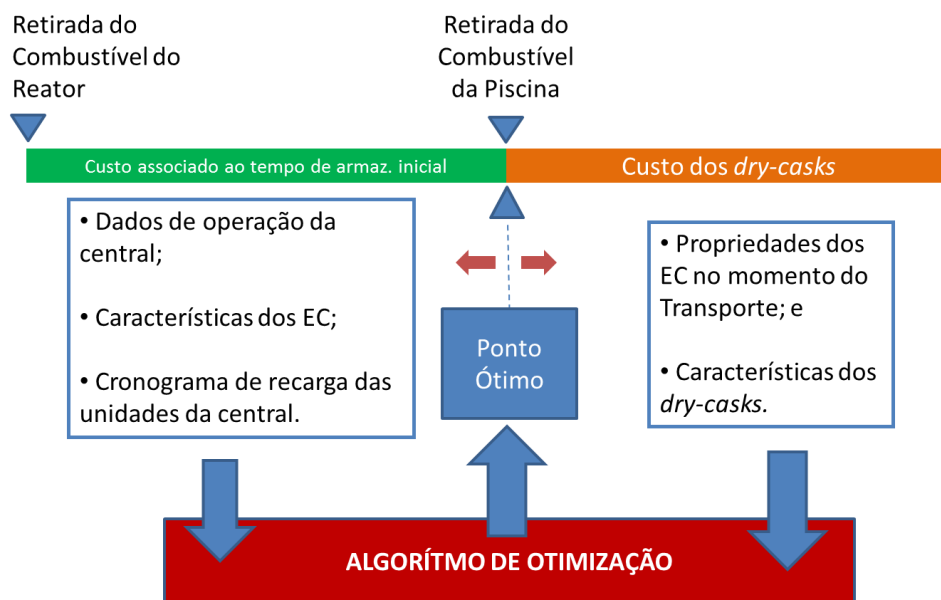 Retirada do
Combustível do
Reator
Retirada do
Combustível
da Piscina
Custo associado ao tempo de armaz. inicial
Custo dos dry-casks
• Dados de operação da
central;
• Características dos EC;
• Cronograma de recarga das
unidades da central.
Ponto
Ótimo
• Propriedades dos
EC no momento do
Transporte; e
• Características dos
dry-casks.
ALGORÍTMO DE OTIMIZAÇÃO